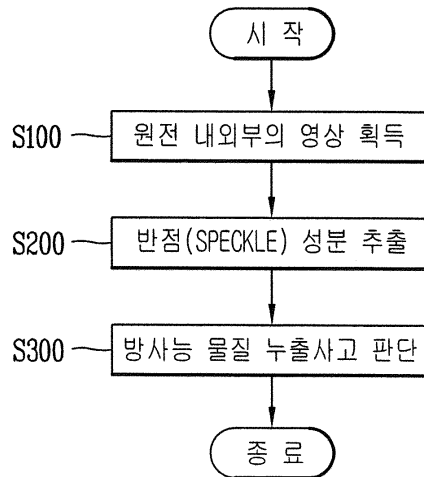 시 작
S100 원전 내외부의 영상 획득
S200 반점(SPECKLE) 성분 추출
S300 방사능 물질 누출사고 판단
종 료